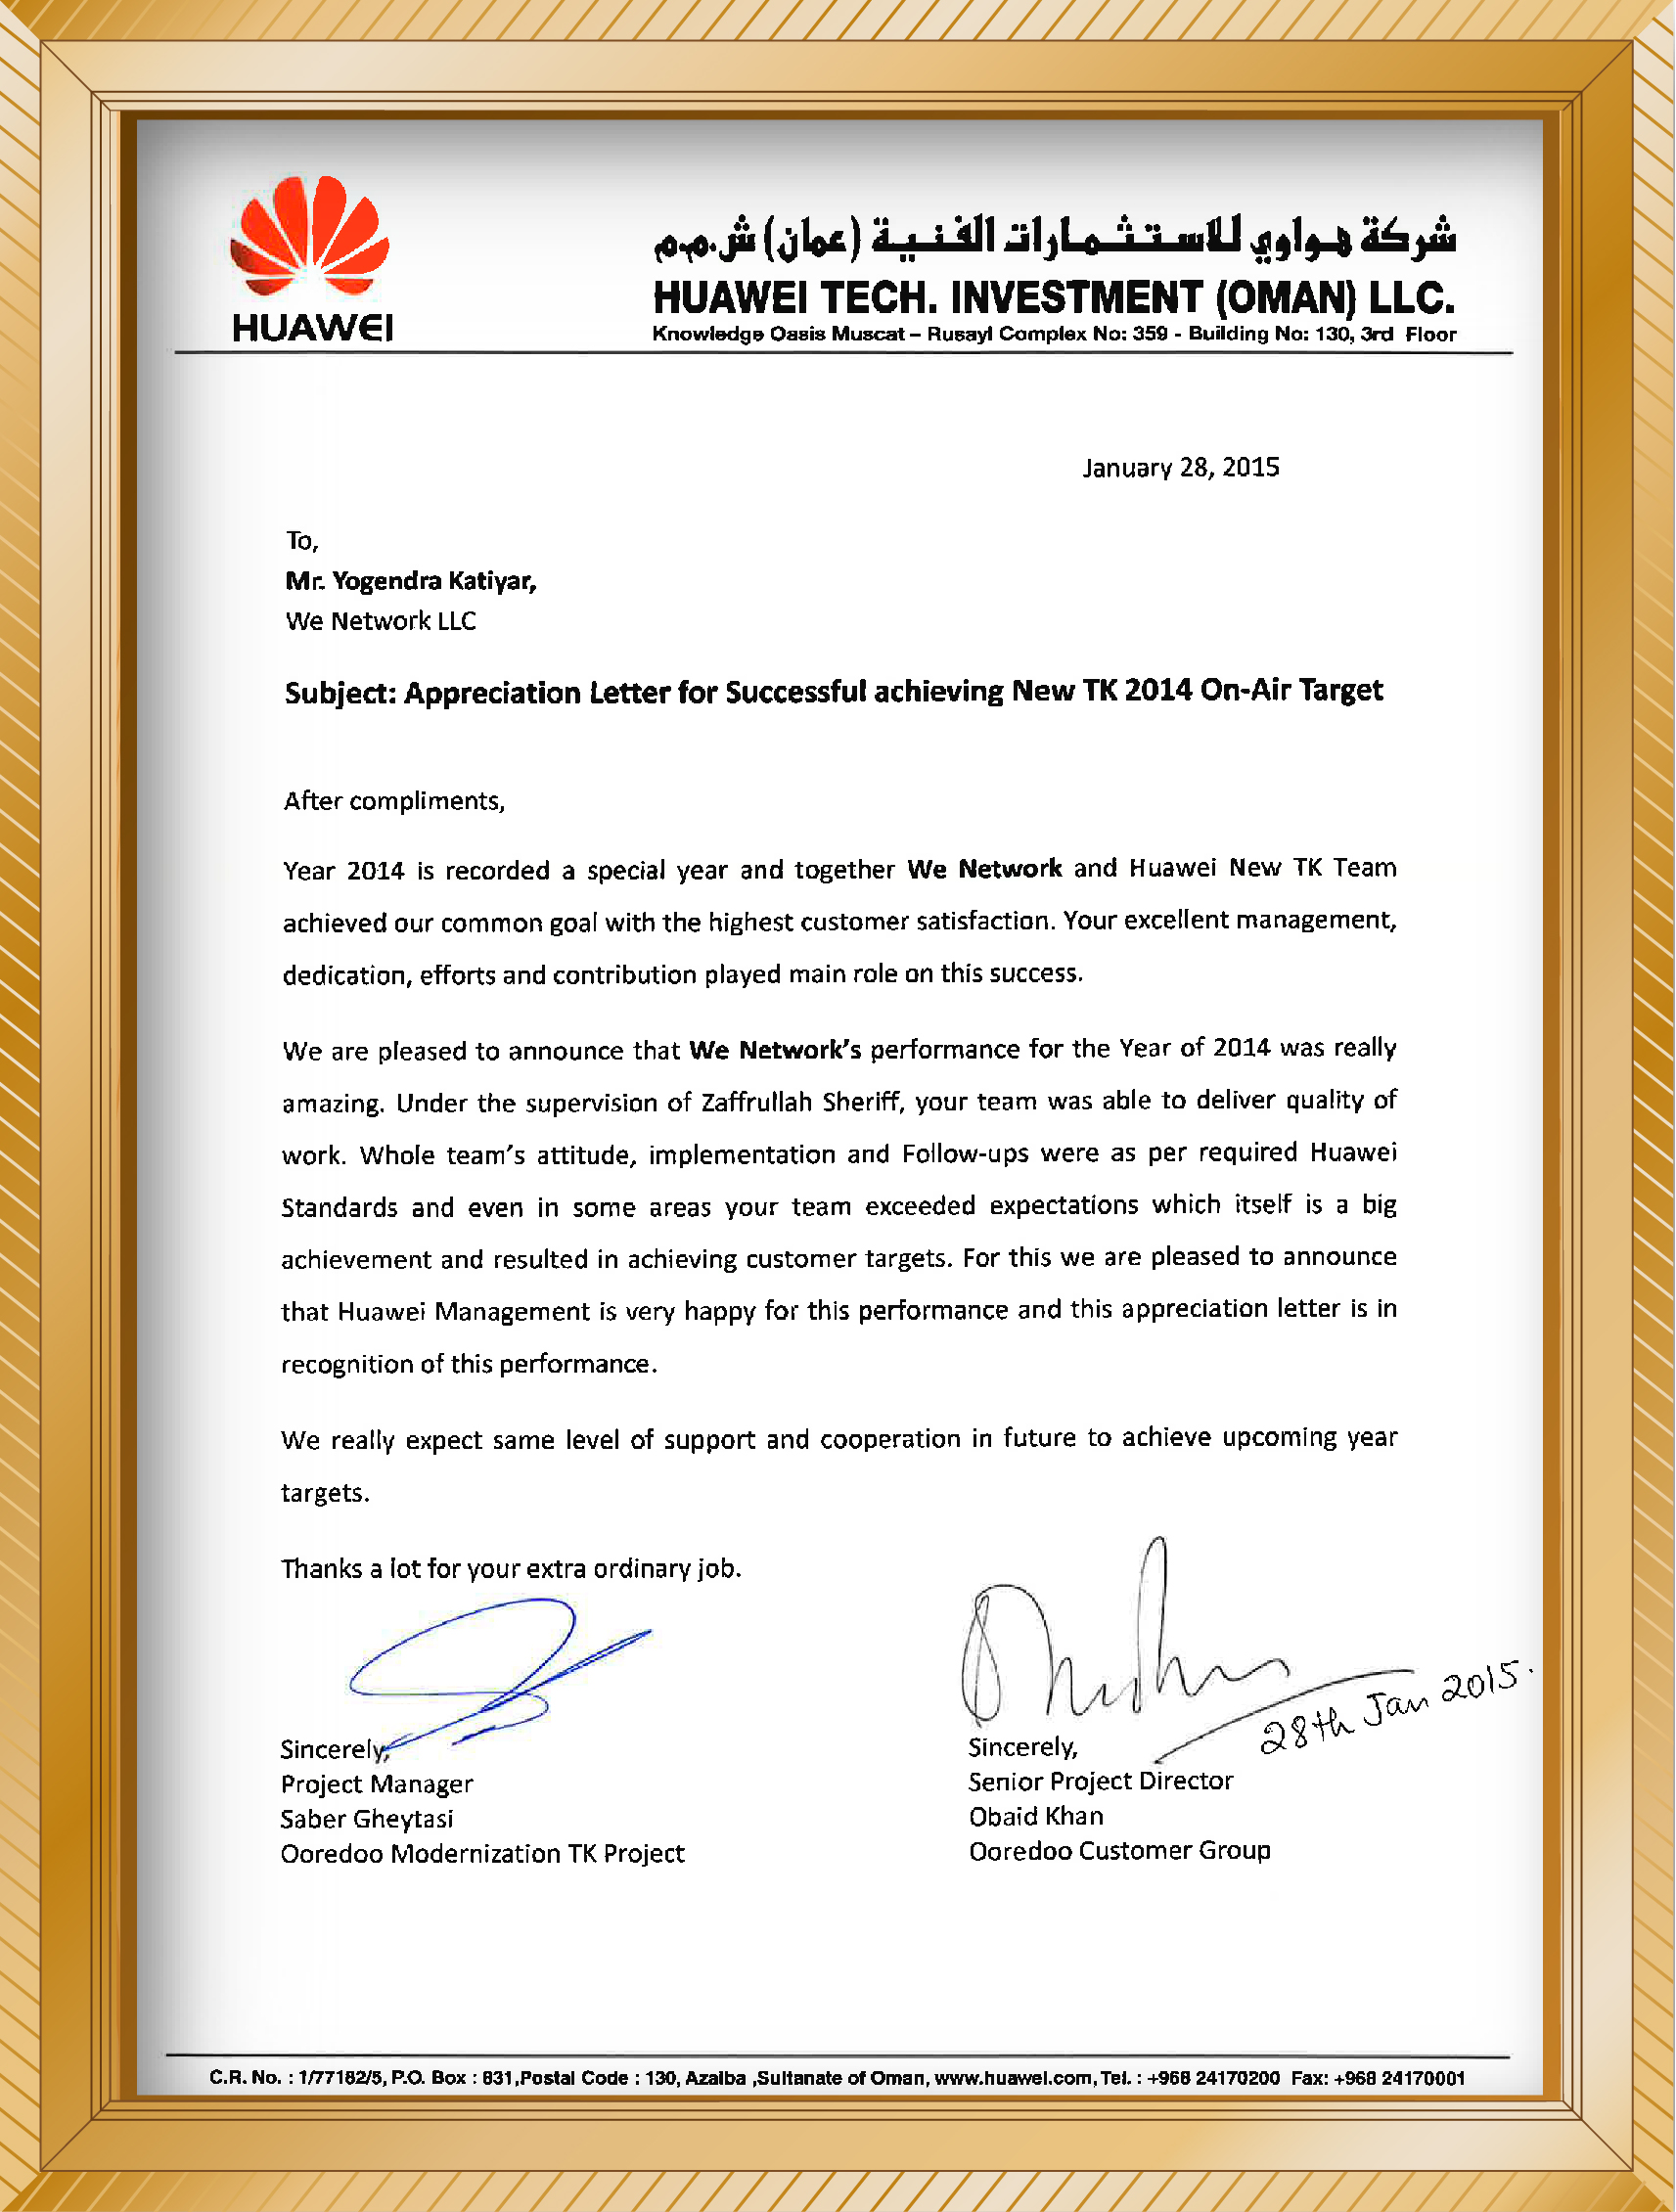 HUAWEI
شركة هواوي للاستثمارات الفنية (عمان) ش.م.م
HUAWEI TECH. INVESTMENT (OMAN) LLC.
Knowledge Oasis Muscat – Rusayl Complex No: 359 - Building No: 130, 3rd Floor
January 28, 2015
To,
Mr. Yogendra Katiyar,
We Network LLC
Subject: Appreciation Letter for Successful achieving New TK 2014 On-Air Target
After compliments,
Year 2014 is recorded a special year and together We Network and Huawei New TK Team
achieved our common goal with the highest customer satisfaction. Your excellent management,
dedication, efforts and contribution played main role on this success.
We are pleased to announce that We Network's performance for the Year of 2014 was really
amazing. Under the supervision of Zaffrullah Sheriff, your team was able to deliver quality of
work. Whole team's attitude, implementation and Follow-ups were as per required Huawei
Standards and even in some areas your team exceeded expectations which itself is a big
achievement and resulted in achieving customer targets. For this we are pleased to announce
that Huawei Management is very happy for this performance and this appreciation letter is in
recognition of this performance.
We really expect same level of support and cooperation in future to achieve upcoming year
targets.
Thanks a lot for your extra ordinary job.
28th Jan 2015.
Sincerely,
Project Manager
Saber Gheytasi
Ooredoo Modernization TK Project
Sincerely,
Senior Project Director
Obaid Khan
Ooredoo Customer Group
C.R. No. : 1/77182/5, P.O. Box : 831,Postal Code : 130, Azaiba ,Sultanate of Oman, www.huawei.com, Tel. : +968 24170200 Fax: +968 24170001